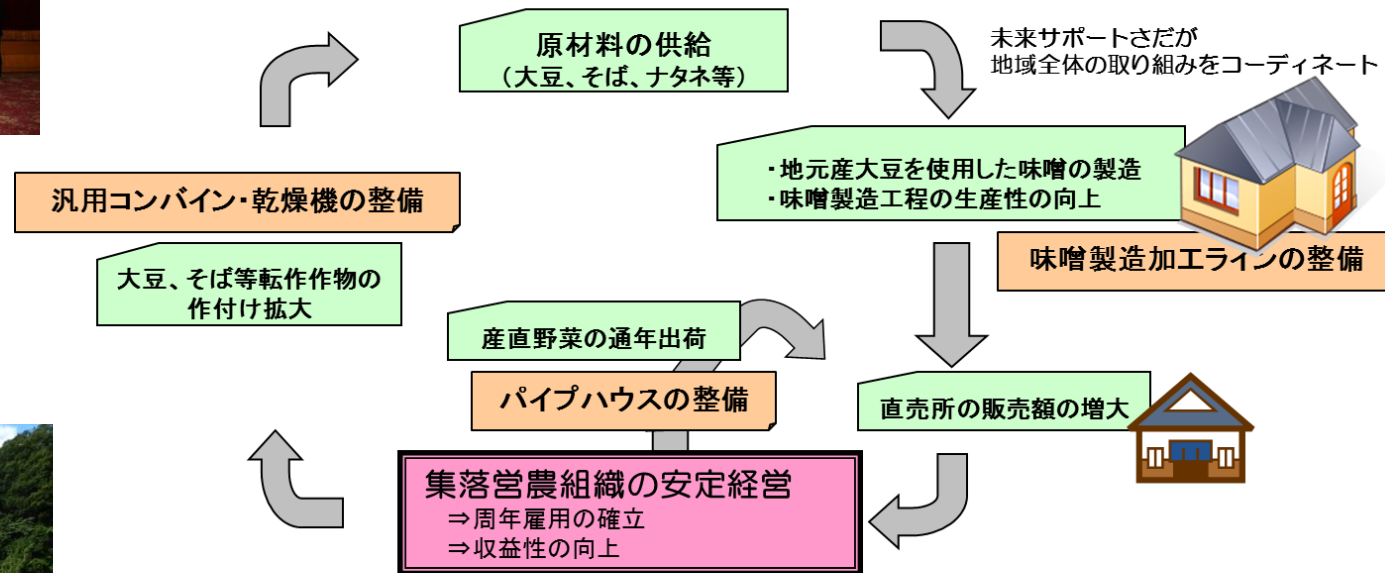 原材料の供給
（大豆、そば、ナタネ等）
未来サポートさだが
地域全体の取り組みをコーディネート
・地元産大豆を使用した味噌の製造
・味噌製造工程の生産性の向上
汎用コンバイン・乾燥機の整備
味噌製造加工ラインの整備
大豆、そば等転作作物の
作付け拡大
産直野菜の通年出荷
パイプハウスの整備
直売所の販売額の増大
集落営農組織の安定経営
⇒周年雇用の確立
⇒収益性の向上